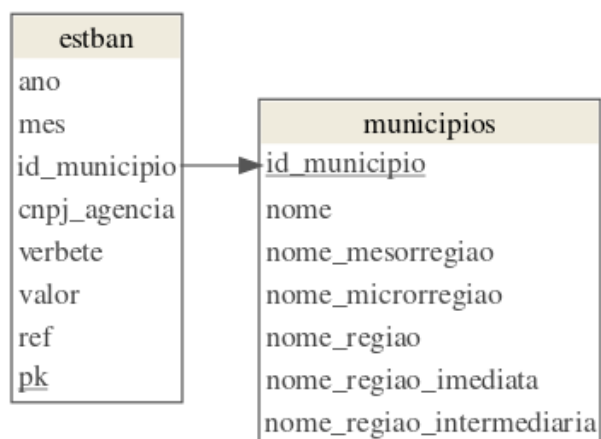 estban
ano
mes
id_municipio
cnpj_agencia
verbete
valor
ref
pk
municipios
id_municipio
nome
nome_mesorregiao
nome_microrregiao
nome_regiao
nome_regiao_imediata
nome_regiao_intermediaria